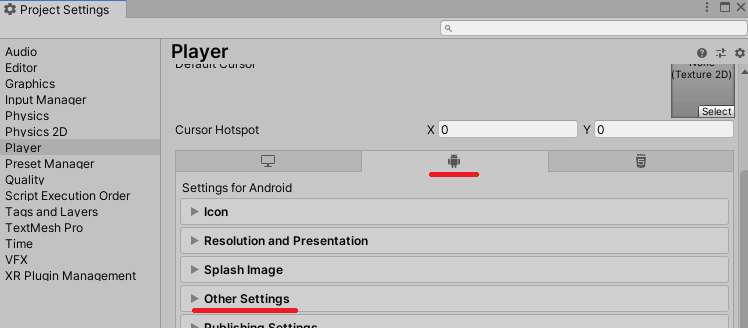 Project Settings
Audio
Editor
Graphics
Input Manager
Physics
Physics 2D
Player
Preset Manager
Quality
Script Execution Order
Tags and Layers
TextMesh Pro
Time
VFX
XR Plugin Management
Player
Default Cursor
None
(Texture 2D)
Select
Cursor Hotspot X 0 Y 0
Settings for Android
Icon
Resolution and Presentation
Splash Image
Other Settings
Publishing Settings